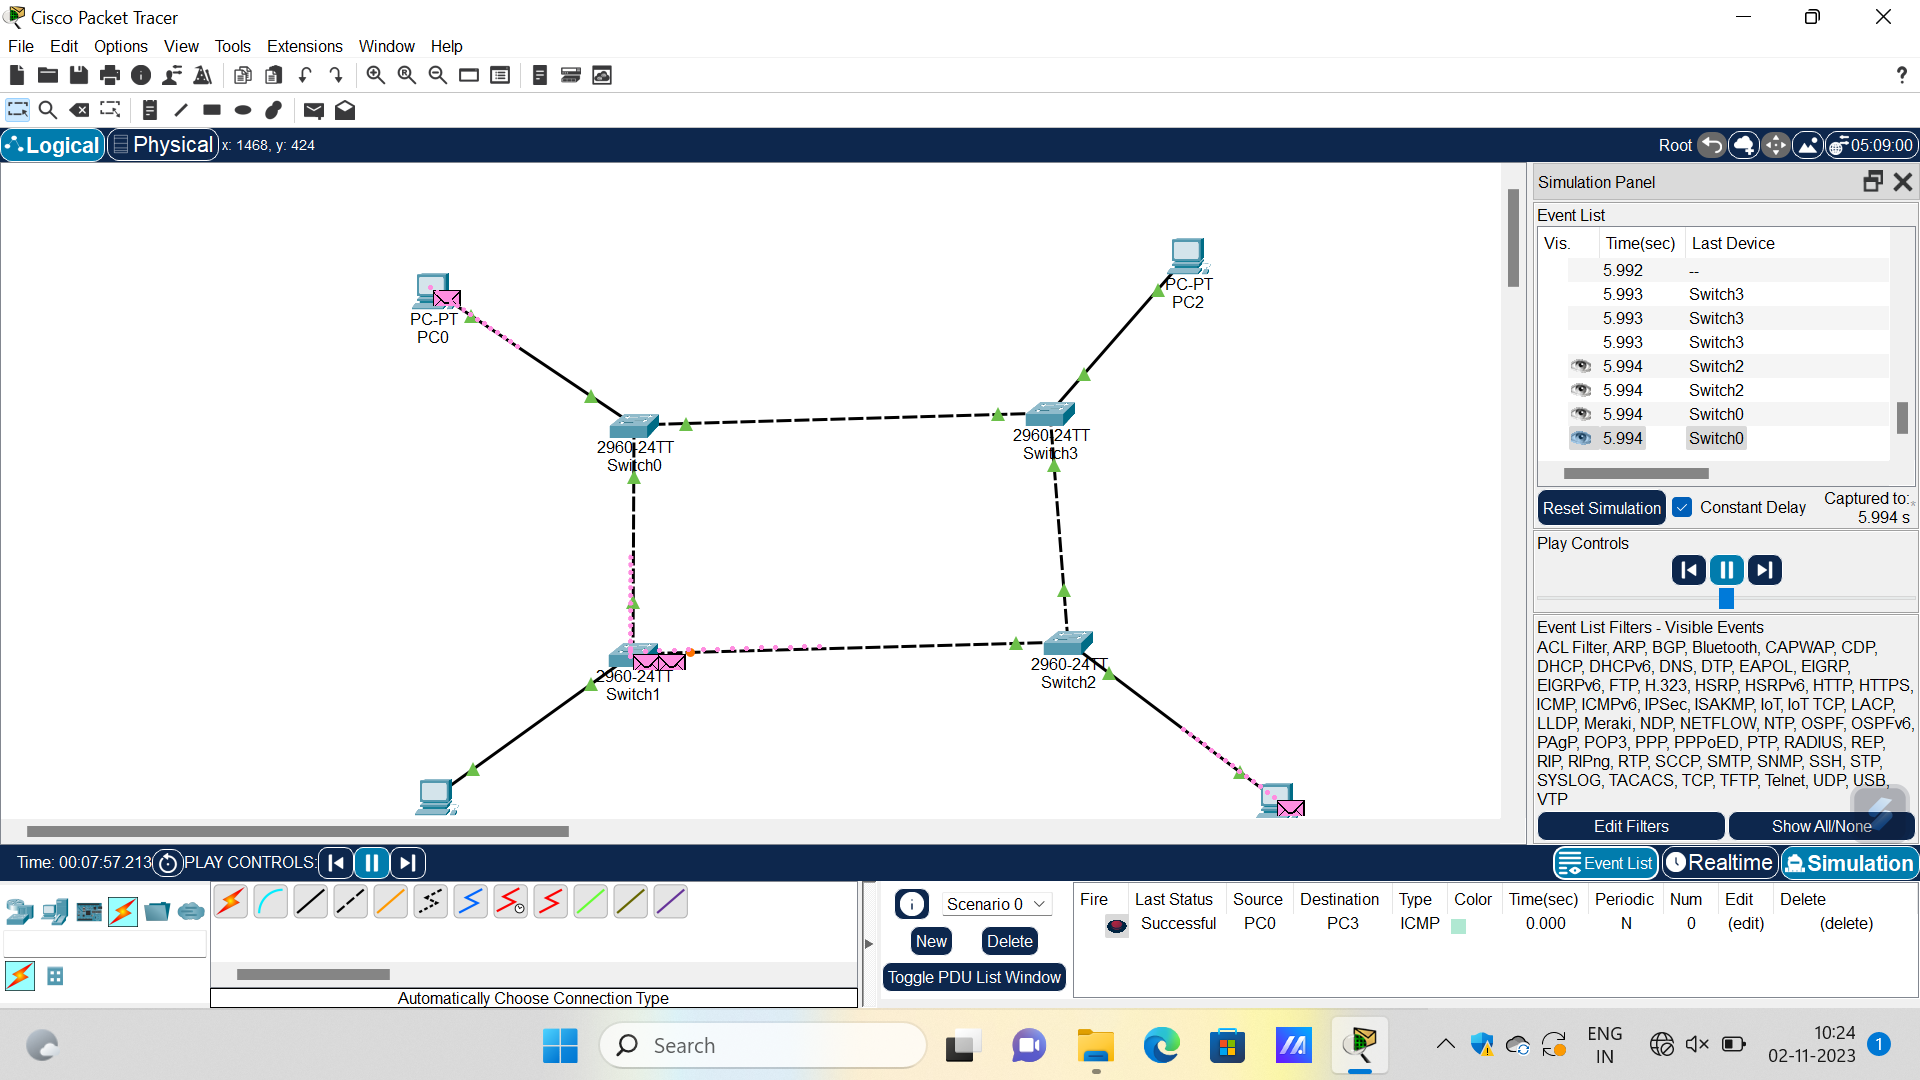 Cisco Packet Tracer
File Edit Options View Tools Extensions Window Help
?
Logical Physical x: 1468, y: 424 Root 05:09:00
Simulation Panel
Event List
Vis. Time(sec) Last Device
5.992 --
5.993 Switch3
5.993 Switch3
5.993 Switch3
5.994 Switch2
5.994 Switch2
5.994 Switch0
5.994 Switch0
Reset Simulation Constant Delay Captured to:
5.994 s
Play Controls
Event List Filters - Visible Events
ACL Filter, ARP, BGP, Bluetooth, CAPWAP, CDP,
DHCP, DHCPv6, DNS, DTP, EAPOL, EIGRP,
EIGRPv6, FTP, H.323, HSRP, HSRPv6, HTTP, HTTPS,
ICMP, ICMPv6, IPSec, ISAKMP, IoT, IoT TCP, LACP,
LLDP, Meraki, NDP, NETFLOW, NTP, OSPF, OSPFv6,
PAgP, POP3, PPP, PPPoED, PTP, RADIUS, REP,
RIP, RIPng, RTP, SCCP, SMTP, SNMP, SSH, STP,
SYSLOG, TACACS, TCP, TFTP, Telnet, UDP, USB,
VTP
Edit Filters Show All/None
PC-PT
PC0
PC-PT
PC2
2960-24TT
Switch0
2960-24TT
Switch3
2960-24TT
Switch1
2960-24TT
Switch2
Time: 00:07:57.213 PLAY CONTROLS: Event List Realtime Simulation
Automatically Choose Connection Type
Scenario 0
New Delete
Toggle PDU List Window
Fire Last Status Source Destination Type Color Time(sec) Periodic Num Edit Delete
Successful PC0 PC3 ICMP 0.000 N 0 (edit) (delete)
Search
ENG
IN
10:24
02-11-2023
1